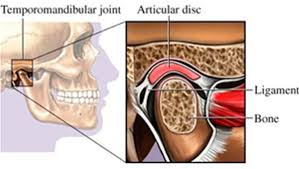 Temporomandibular joint
Articular disc
Ligament
Bone